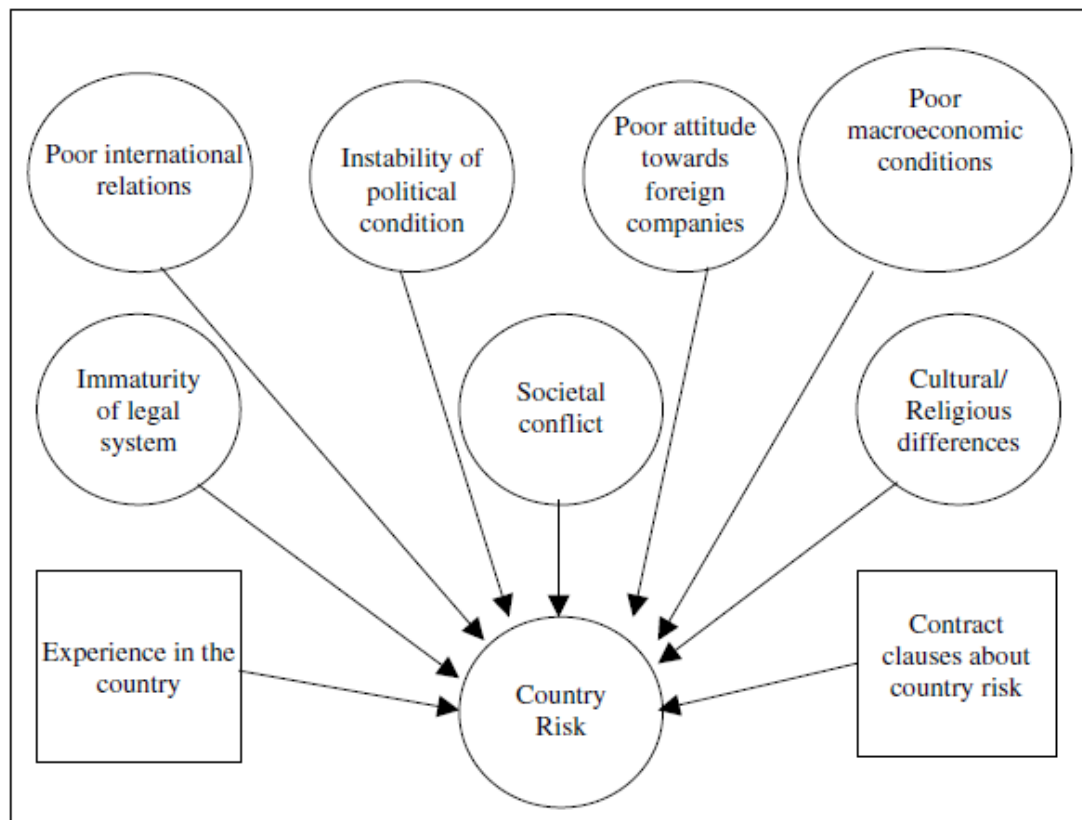 Poor international
relations
Instability of
political
condition
Poor attitude
towards
foreign
companies
Poor
macroeconomic
conditions
Immaturity
of legal
system
Societal
conflict
Cultural/
Religious
differences
Experience in the
country
Country
Risk
Contract
clauses about
country risk